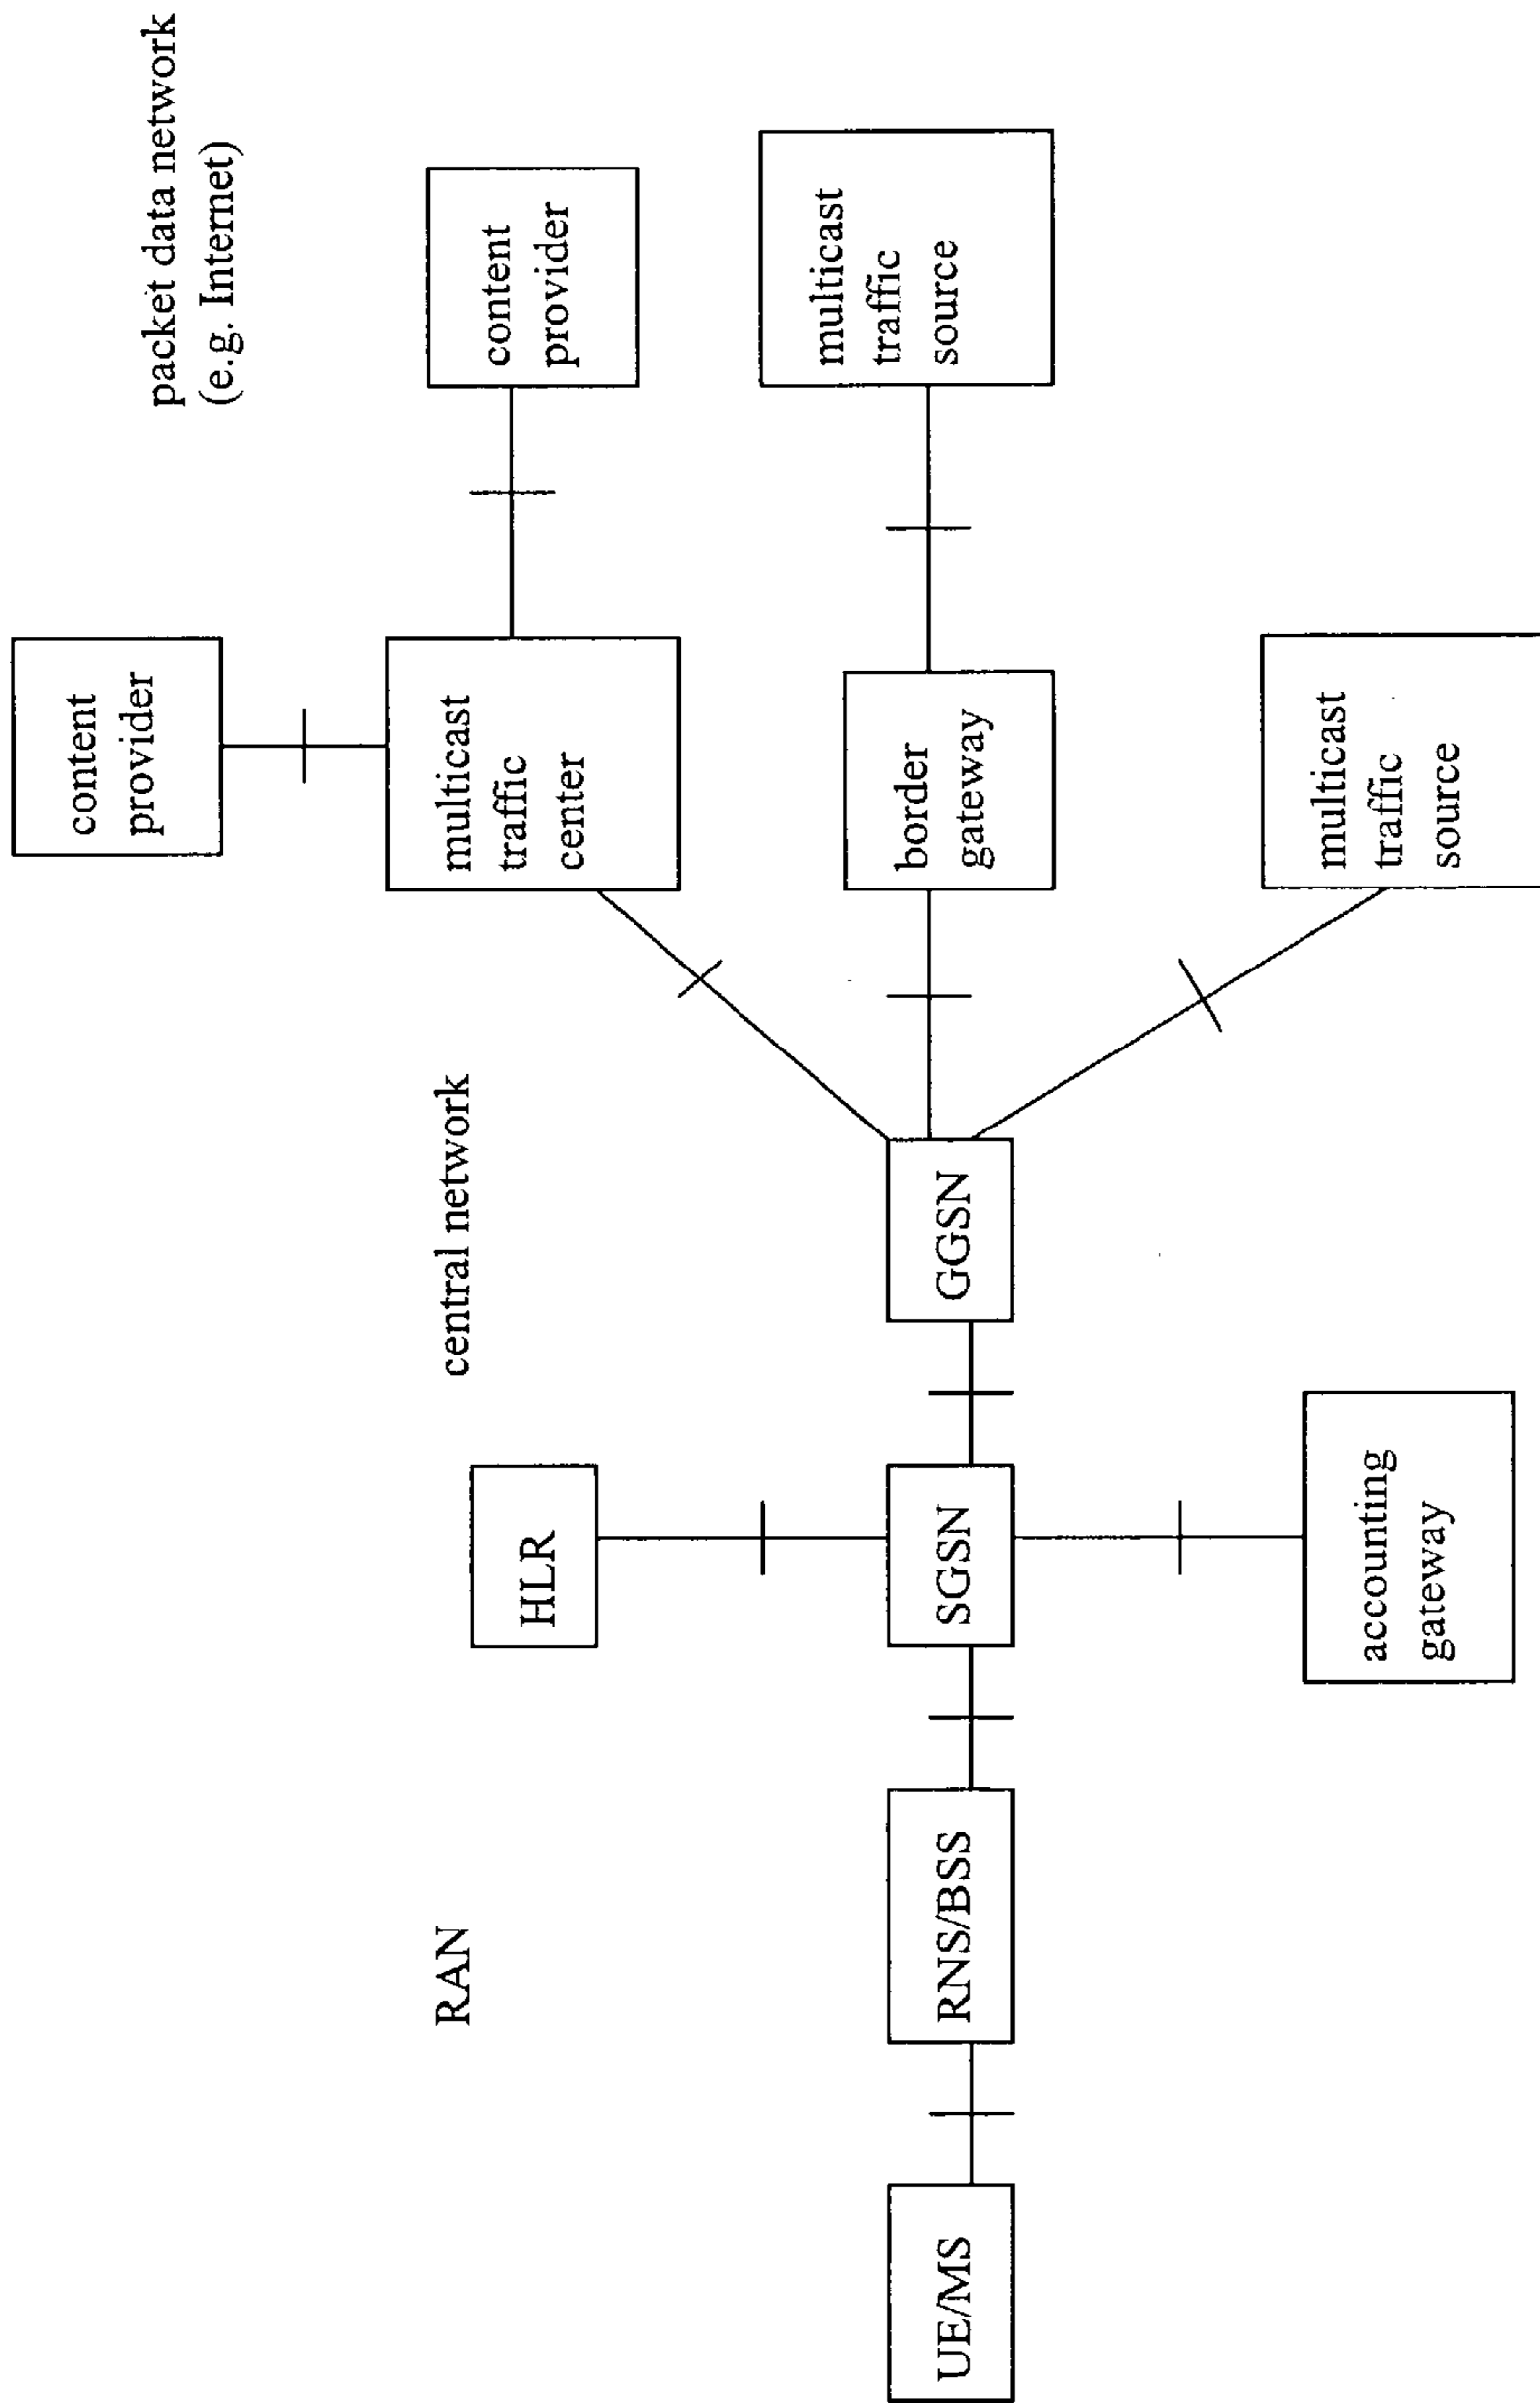 packet data network
(e.g. Internet)
content
provider
content
provider
multicast
traffic
center
central network
RAN
HLR
multicast
traffic
source
border
gateway
UE/MS
RNS/BSS
SGSN
GGSN
accounting
gateway
multicast
traffic
source